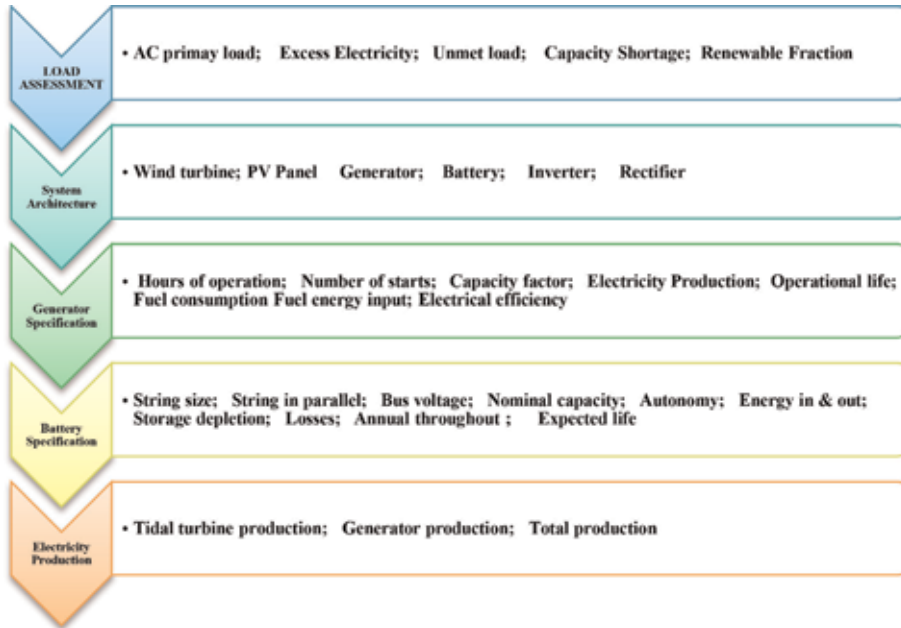 LOAD
ASSESSMENT
• AC primay load; Excess Electricity; Unmet load; Capacity Shortage; Renewable Fraction
System
Architecture
• Wind turbine; PV Panel Generator; Battery; Inverter; Rectifier
Generator
Specification
• Hours of operation; Number of starts; Capacity factor; Electricity Production; Operational life;
Fuel consumption Fuel energy input; Electrical efficiency
Battery
Specification
• String size; String in parallel; Bus voltage; Nominal capacity; Autonomy; Energy in & out;
Storage depletion; Losses; Annual throughout ; Expected life
Electricity
Production
• Tidal turbine production; Generator production; Total production